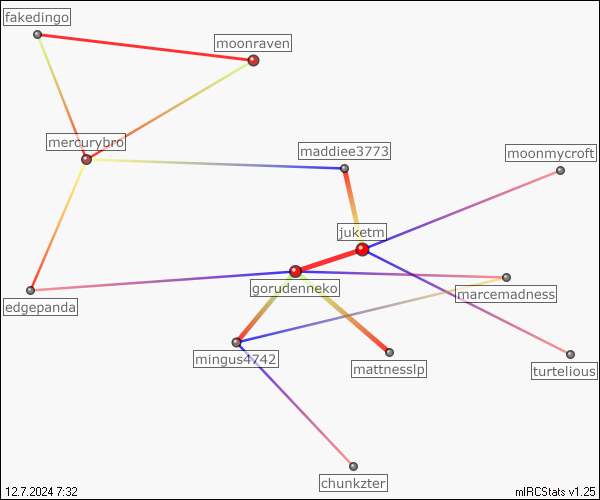 fakedingo
moonraven
mercurybro
maddiee3773
moonmycroft
juketm
gorudenneko
marcemadness
edgepanda
mingus4742
mattnesslp
turtelious
chunkzter
12.7.2024 7:32
mIRCStats v1.25